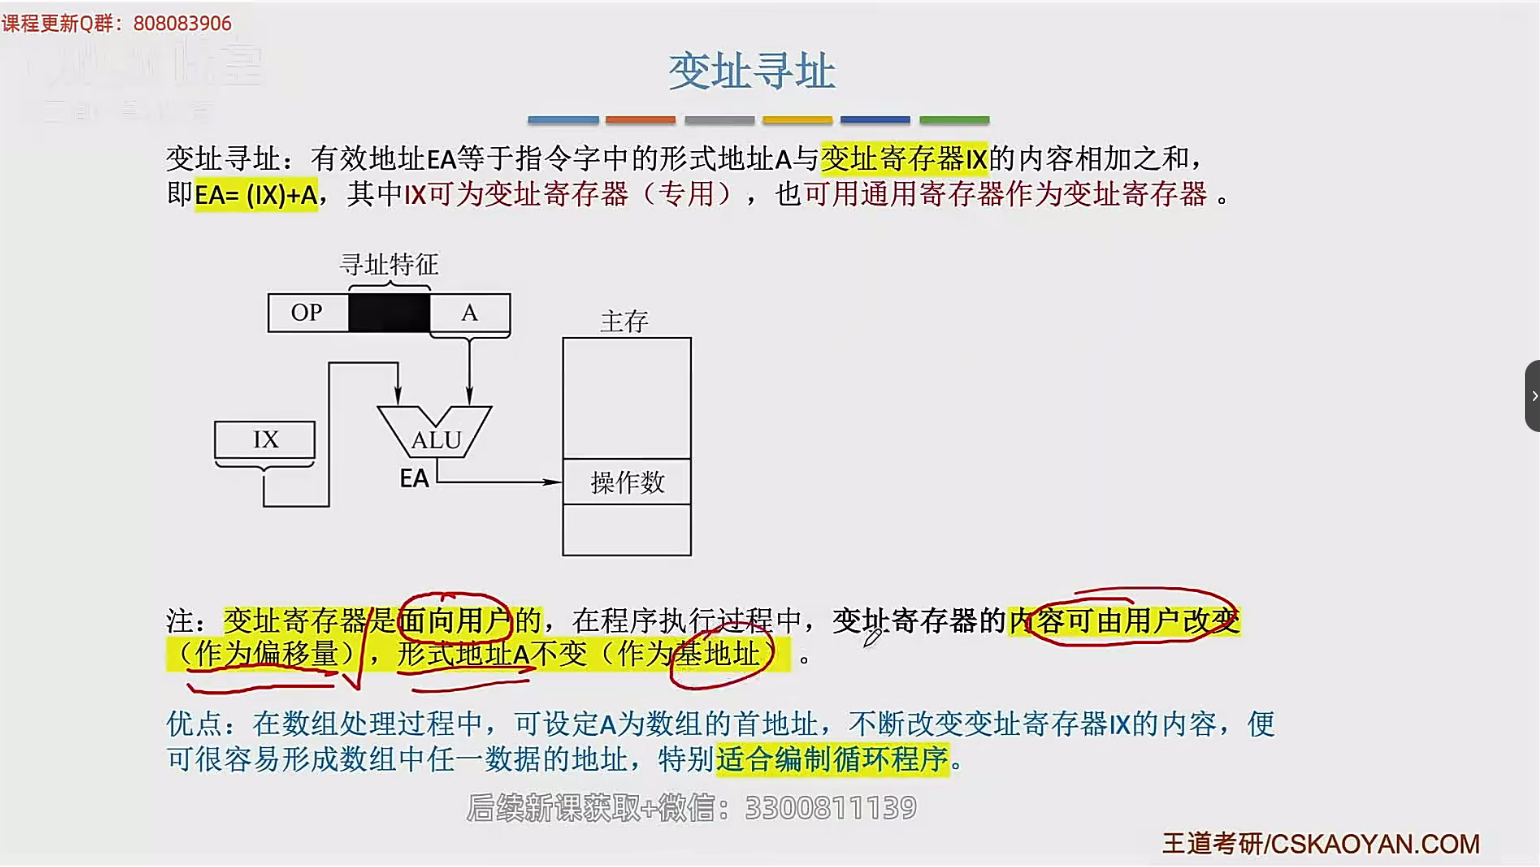 课程更新Q群：808083906
变址寻址
变址寻址：有效地址EA等于指令字中的形式地址A与变址寄存器IX的内容相加之和，
即EA= (IX)+A，其中IX可为变址寄存器（专用），也可用通用寄存器作为变址寄存器 。
寻址特征
OP A
主存
IX
ALU
EA
操作数
注：变址寄存器是面向用户的，在程序执行过程中，变址寄存器的内容可由用户改变
（作为偏移量），形式地址A不变（作为基地址） 。
优点：在数组处理过程中，可设定A为数组的首地址，不断改变变址寄存器IX的内容，便
可很容易形成数组中任一数据的地址，特别适合编制循环程序。
后续新课获取+微信：3300811139
王道考研/CSKAOYAN.COM